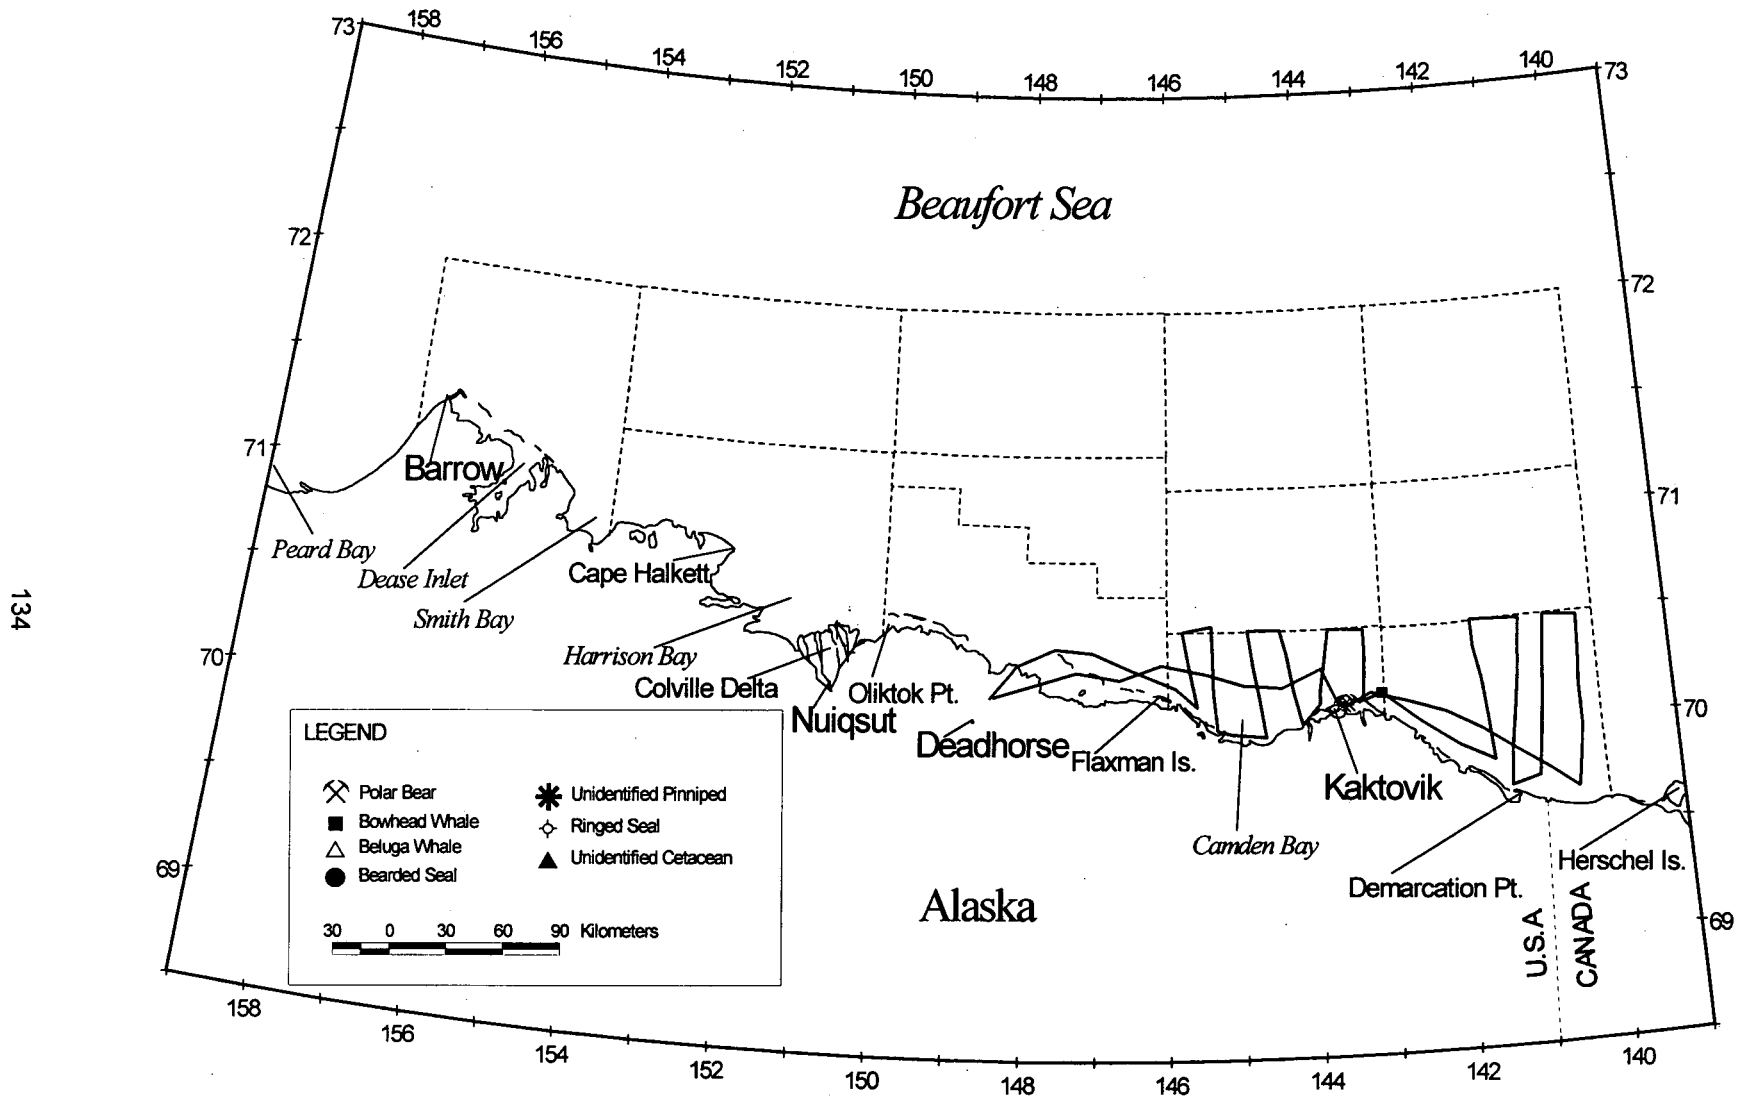 73 158 156 154 152 150 148 146 144 142 140 73
Beaufort Sea
72
72
71
Barrow
71
Peard Bay
Dease Inlet
Cape Halkett
Smith Bay
134
Harrison Bay
70
Colville Delta
Oliktok Pt.
70
Nuiqsut
Deadhorse
Flaxman Is.
Kaktovik
Camden Bay
Herschel Is.
Demarcation Pt.
LEGEND
Polar Bear
Bowhead Whale
Beluga Whale
Bearded Seal
Unidentified Pinniped
Ringed Seal
Unidentified Cetacean
30 0 30 60 90 Kilometers
69
Alaska
69
U.S.A
CANADA
158 156 154 152 150 148 146 144 142 140